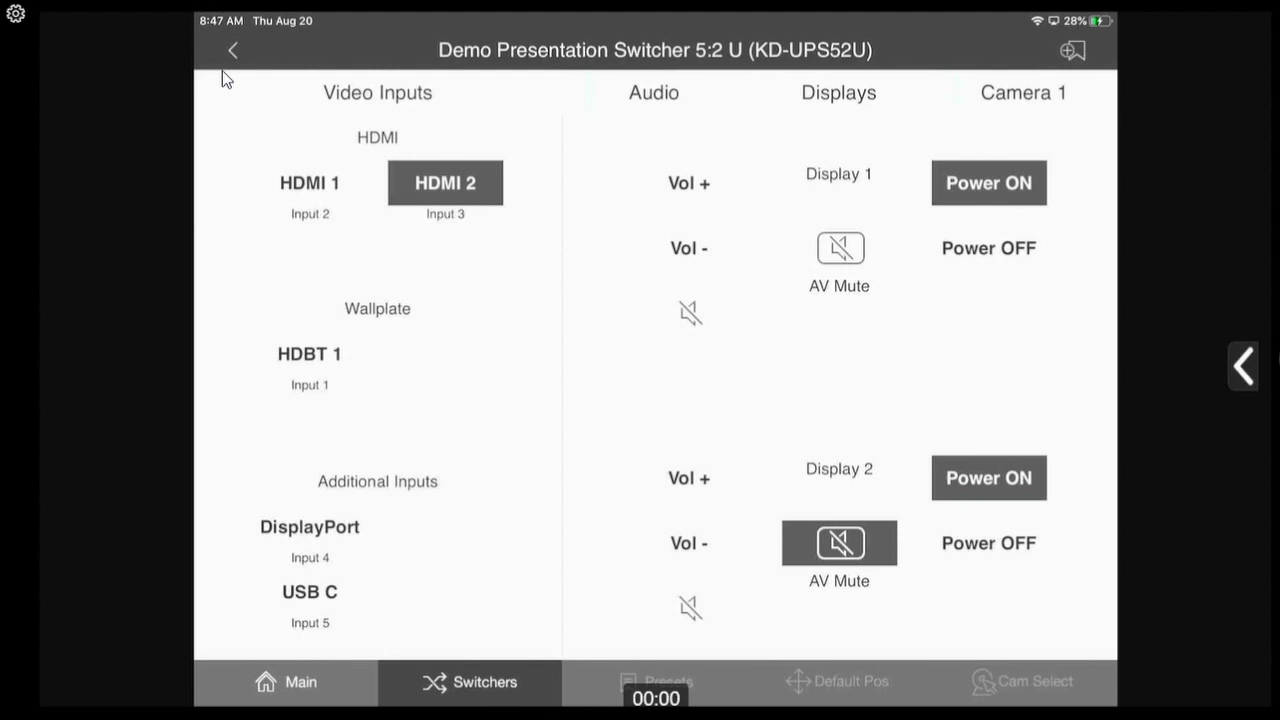 8:47 AM Thu Aug 20
28%
Demo Presentation Switcher 5:2 U (KD-UPS52U)
Video Inputs
Audio
Displays
Camera 1
HDMI
HDMI 1
HDMI 2
Input 2
Input 3
Vol +
Display 1
Power ON
Vol -
Power OFF
AV Mute
Wallplate
HDBT 1
Input 1
Additional Inputs
DisplayPort
Input 4
USB C
Input 5
Vol +
Display 2
Power ON
Vol -
Power OFF
AV Mute
Main
Switchers
Presets
Default Pos
Cam Select
00:00